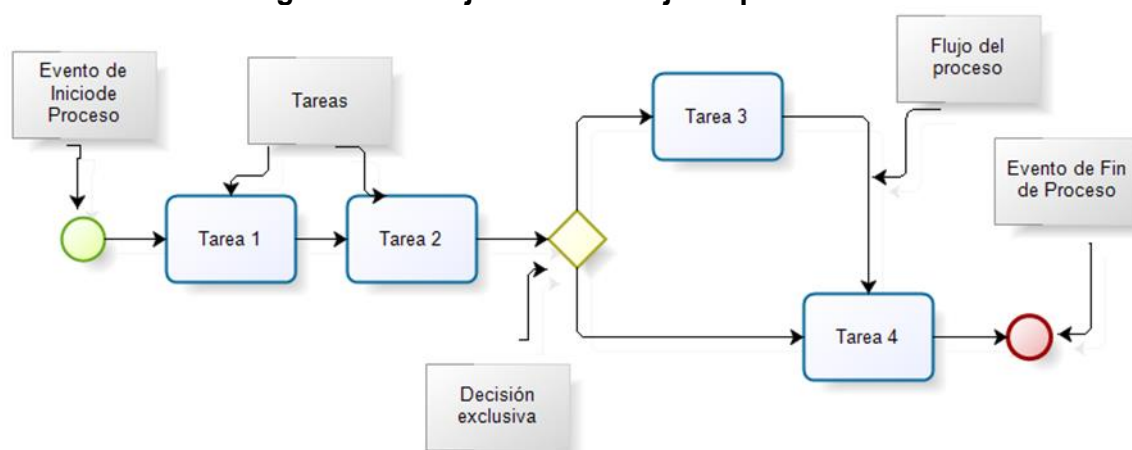 Flujo del
proceso
Evento de
Iniciode
Proceso
Tareas
Tarea 3
Evento de Fin
de Proceso
Tarea 1
Tarea 2
Tarea 4
Decisión
exclusiva